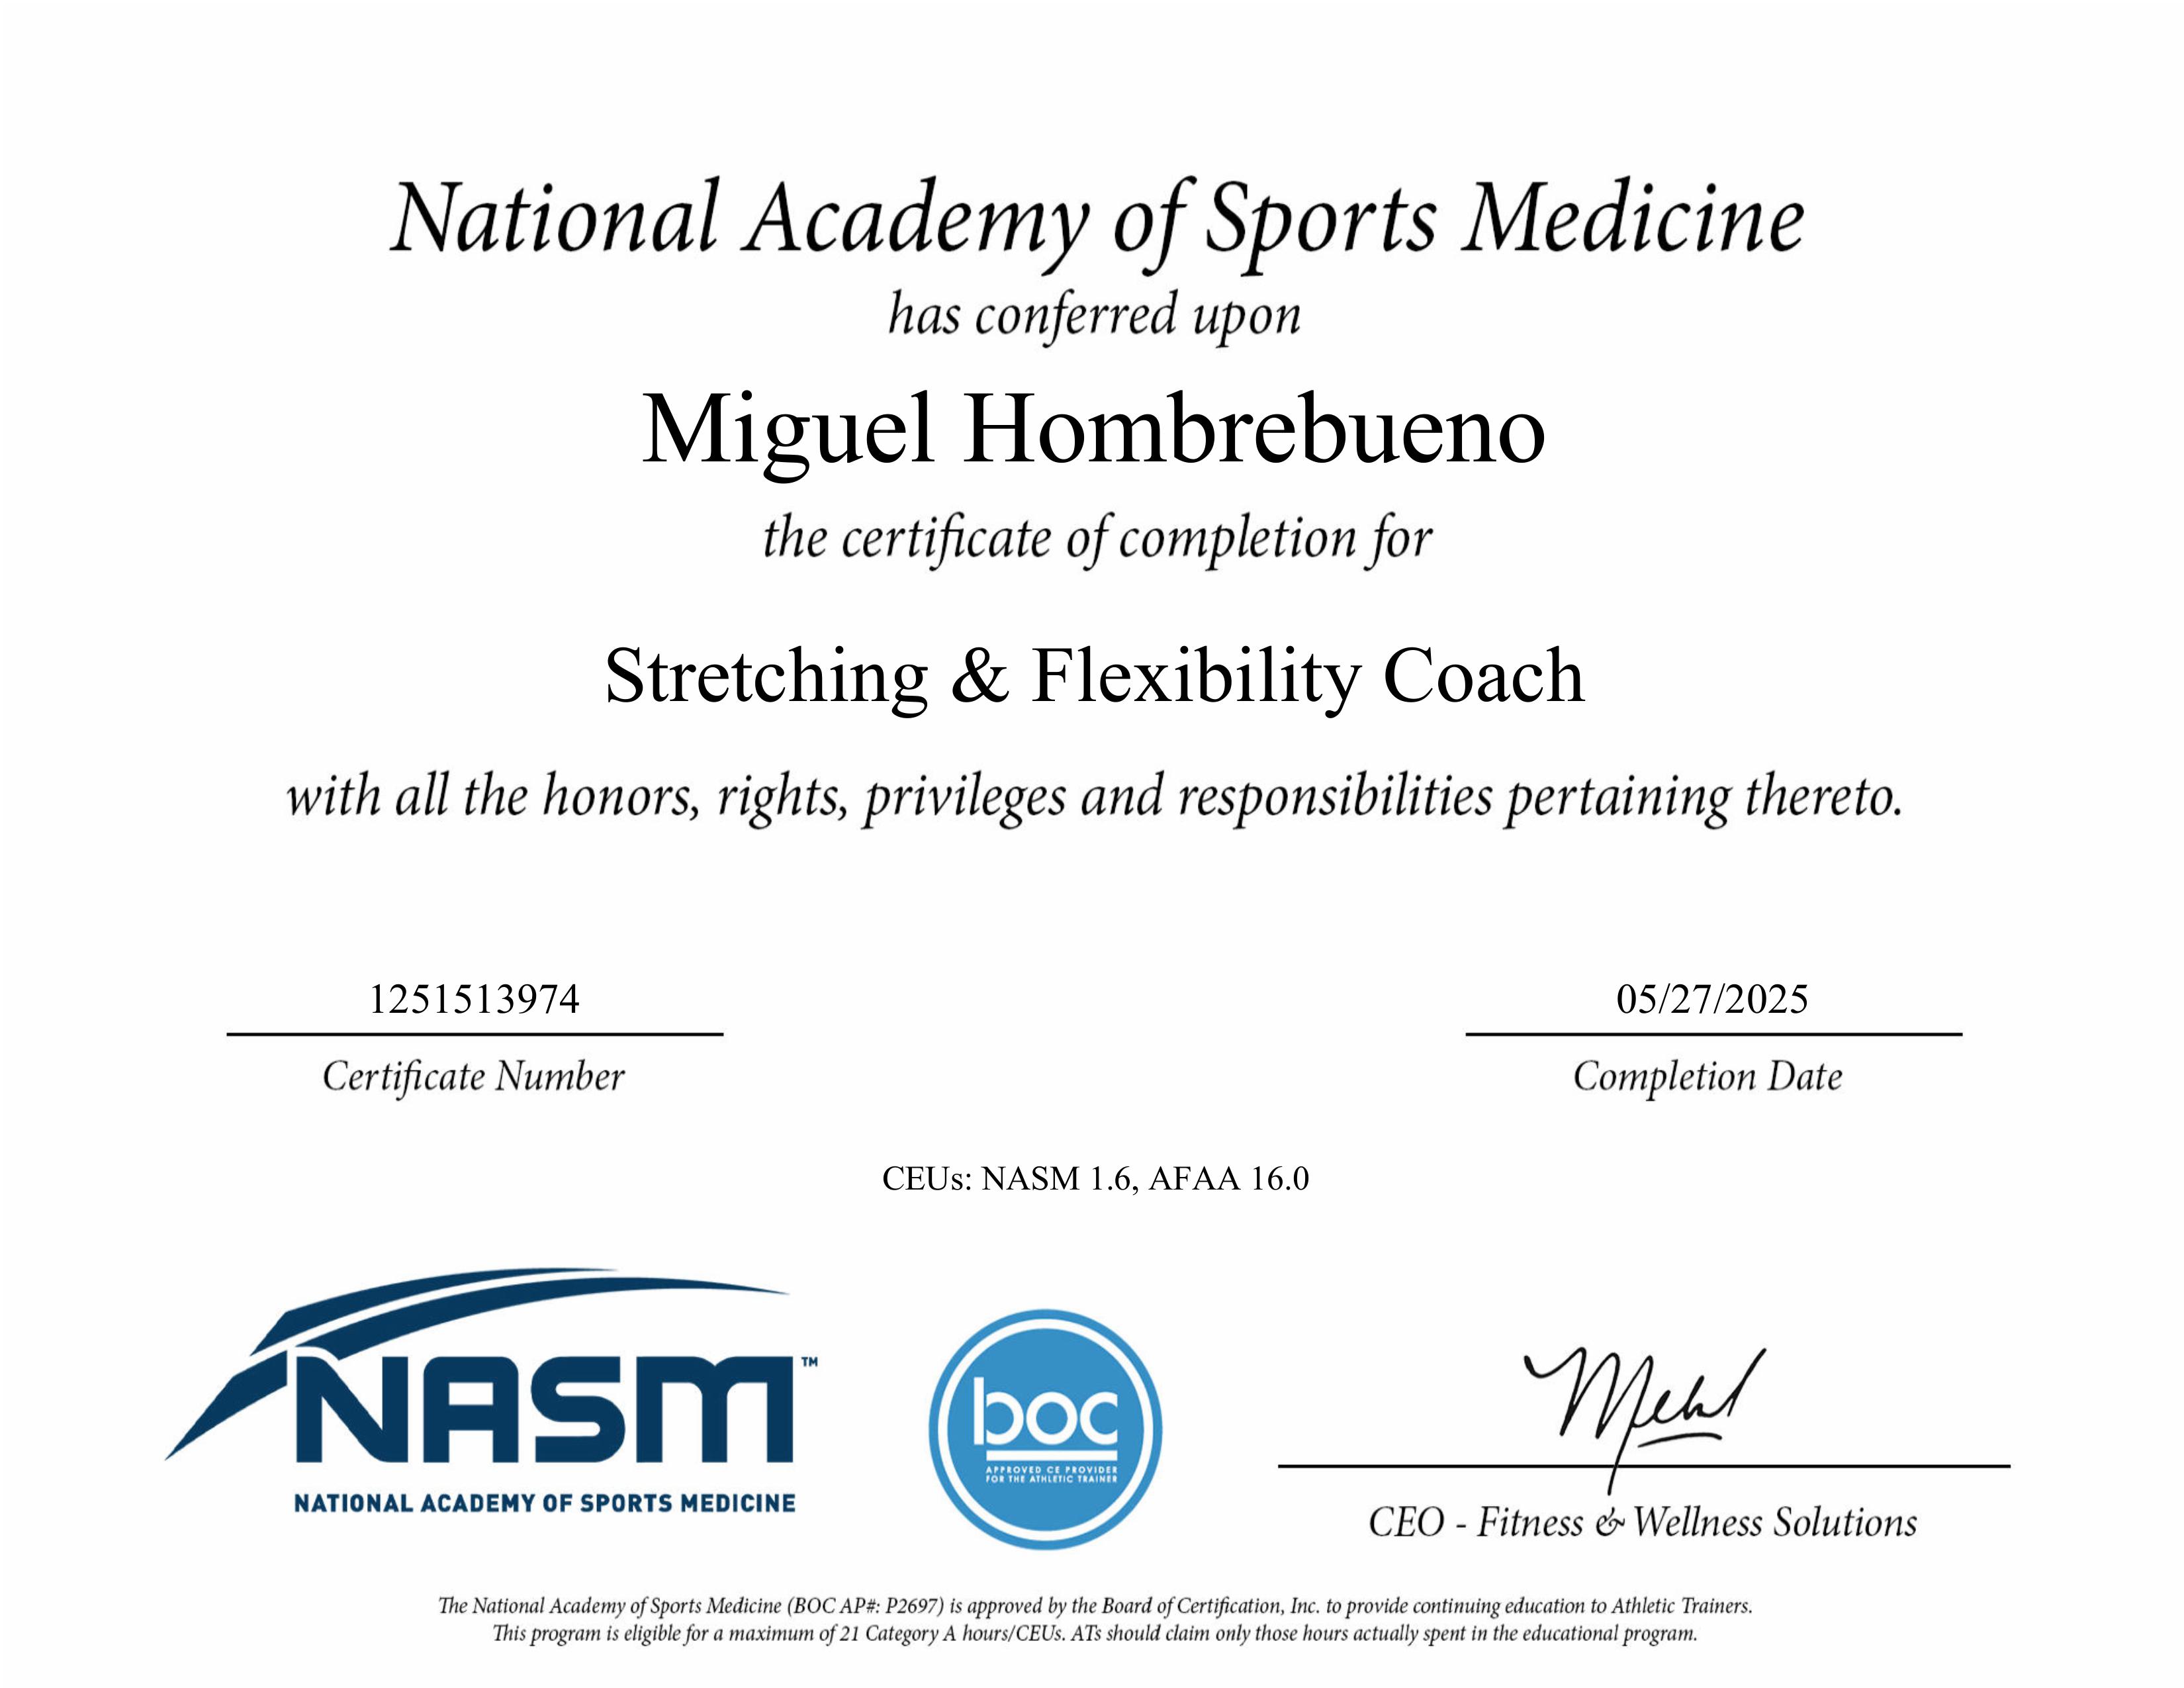 National Academy of Sports Medicine
has conferred upon
Miguel Hombrebueno
the certificate of completion for
Stretching & Flexibility Coach
with all the honors, rights, privileges and responsibilities pertaining thereto.
1251513974
Certificate Number
05/27/2025
Completion Date
CEUs: NASM 1.6, AFAA 16.0
NASM™
NATIONAL ACADEMY OF SPORTS MEDICINE
boc
APPROVED CE PROVIDER
FOR THE ATHLETIC TRAINER
CEO - Fitness & Wellness Solutions
The National Academy of Sports Medicine (BOC AP#: P2697) is approved by the Board of Certification, Inc. to provide continuing education to Athletic Trainers.
This program is eligible for a maximum of 21 Category A hours/CEUs. ATs should claim only those hours actually spent in the educational program.